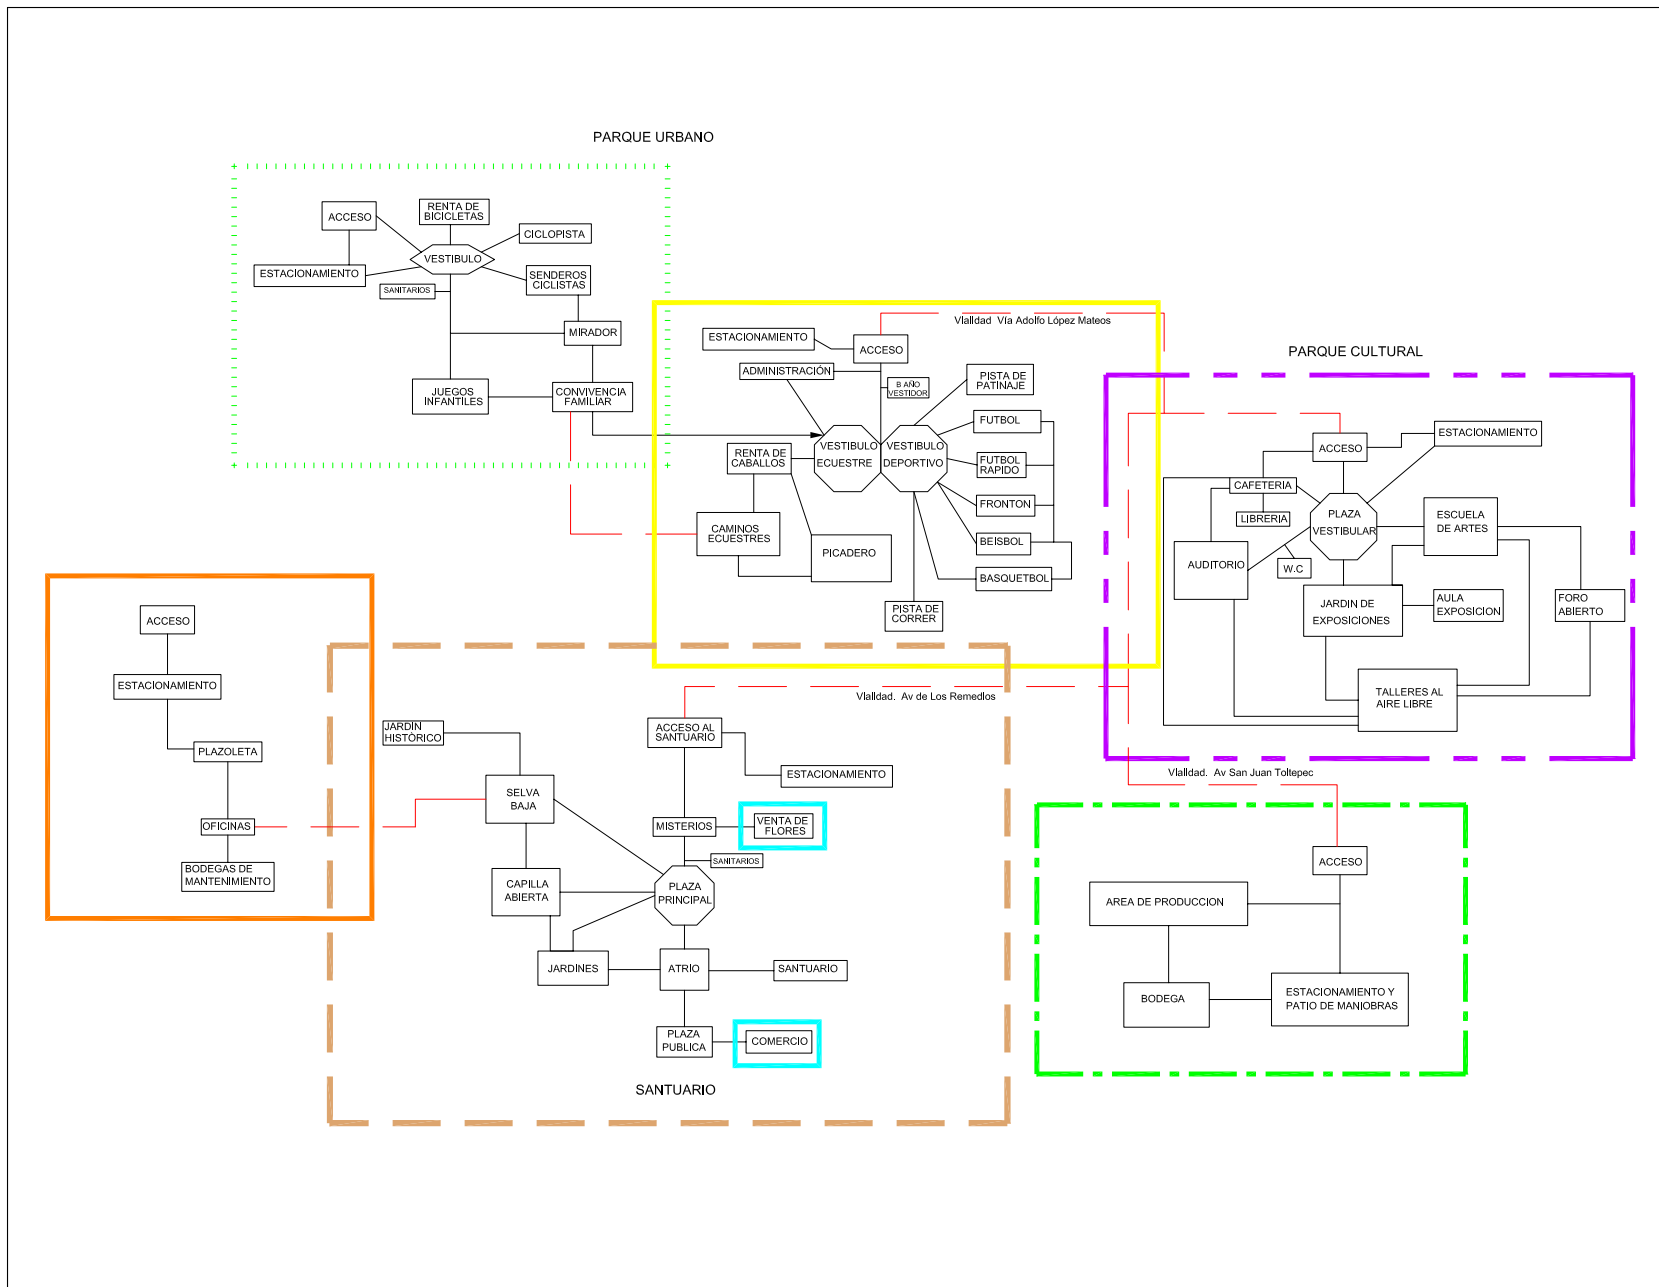 PARQUE URBANO
RENTA DE
BICICLETAS
ACCESO
CICLOPISTA
VESTIBULO
ESTACIONAMIENTO
SENDEROS
CICLISTAS
SANITARIOS
MIRADOR
JUEGOS
INFANTILES
CONVIVENCIA
FAMILIAR
Vialidad Vía Adolfo López Mateos
ESTACIONAMIENTO
ACCESO
ADMINISTRACIÓN
B AÑO
VESTIDOR
PISTA DE
PATINAJE
FUTBOL
VESTIBULO
ECUESTRE
VESTIBULO
DEPORTIVO
RENTA DE
CABALLOS
FUTBOL
RAPIDO
FRONTON
CAMINOS
ECUESTRES
PICADERO
BEISBOL
BASQUETBOL
PISTA DE
CORRER
PARQUE CULTURAL
ESTACIONAMIENTO
ACCESO
CAFETERIA
LIBRERIA
PLAZA
VESTIBULAR
ESCUELA
DE ARTES
AUDITORIO
W.C
JARDIN DE
EXPOSICIONES
AULA
EXPOSICION
FORO
ABIERTO
TALLERES AL
AIRE LIBRE
ACCESO
ESTACIONAMIENTO
PLAZOLETA
OFICINAS
BODEGAS DE
MANTENIMIENTO
Vialidad. Av de Los Remedios
JARDÍN
HISTÓRICO
ACCESO AL
SANTUARIO
ESTACIONAMIENTO
SELVA
BAJA
MISTERIOS
VENTA DE
FLORES
SANITARIOS
CAPILLA
ABIERTA
PLAZA
PRINCIPAL
JARDINES
ATRIO
SANTUARIO
PLAZA
PUBLICA
COMERCIO
SANTUARIO
Vialidad. Av San Juan Toltepec
ACCESO
AREA DE PRODUCCION
BODEGA
ESTACIONAMIENTO Y
PATIO DE MANIOBRAS